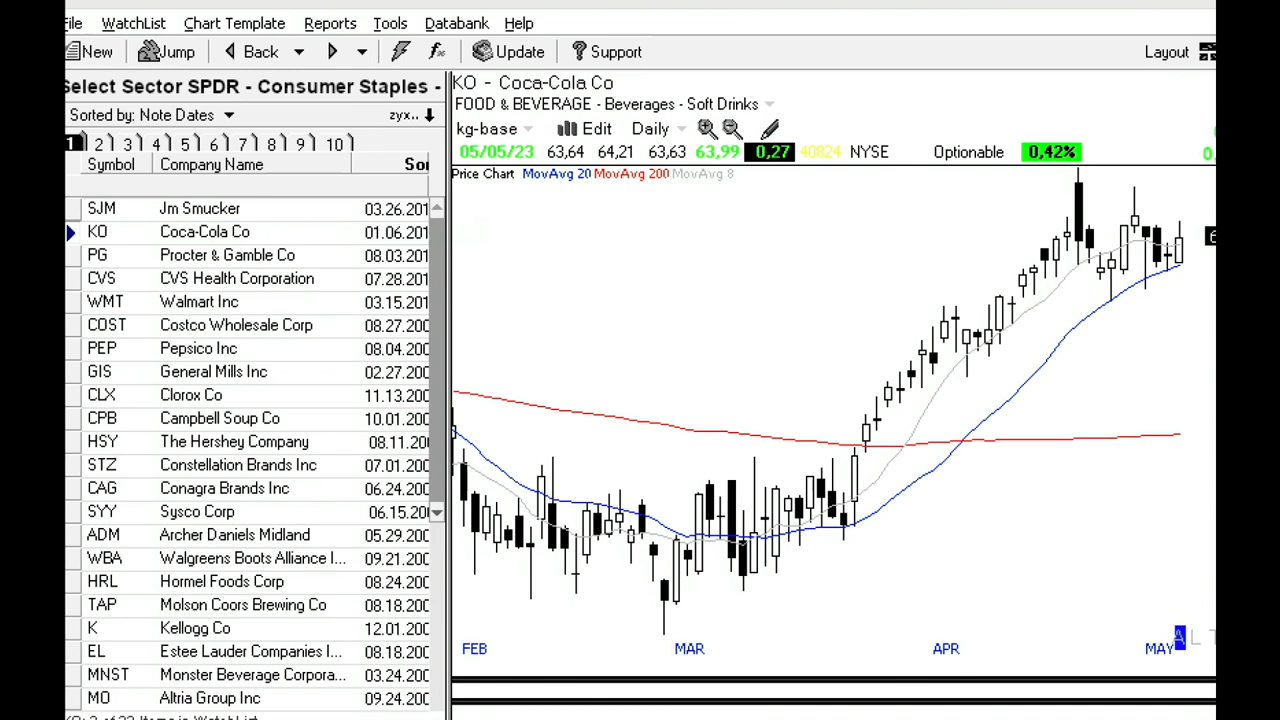 File WatchList Chart Template Reports Tools Databank Help
New Jump Back Update Support Layout
Select Sector SPDR - Consumer Staples -
Sorted by: Note Dates zyx..
1 2 3 4 5 6 7 8 9 10
Symbol Company Name Sor
SJM Jm Smucker 03.26.201
KO Coca-Cola Co 01.06.201
PG Procter & Gamble Co 08.03.200
CVS CVS Health Corporation 07.28.201
WMT Walmart Inc 03.15.201
COST Costco Wholesale Corp 08.27.200
PEP Pepsico Inc 08.04.200
GIS General Mills Inc 02.27.200
CLX Clorox Co 11.13.200
CPB Campbell Soup Co 10.01.200
HSY The Hershey Company 08.11.200
STZ Constellation Brands Inc 07.01.200
CAG Conagra Brands Inc 06.24.200
SYY Sysco Corp 06.15.200
ADM Archer Daniels Midland 05.29.200
WBA Walgreens Boots Alliance I... 09.21.200
HRL Hormel Foods Corp 08.24.200
TAP Molson Coors Brewing Co 08.18.200
K Kellogg Co 12.01.200
EL Estee Lauder Companies I... 08.18.200
MNST Monster Beverage Corpora... 03.24.200
MO Altria Group Inc 09.24.200
KO - Coca-Cola Co
FOOD & BEVERAGE - Beverages - Soft Drinks
kg-base Edit Daily
05/05/23 63,64 64,21 63,63 63,99 0,27 40824 NYSE Optionable 0,42%
Price Chart MovAvg 20 MovAvg 200 MovAvg 8
FEB MAR APR MAY
A L T